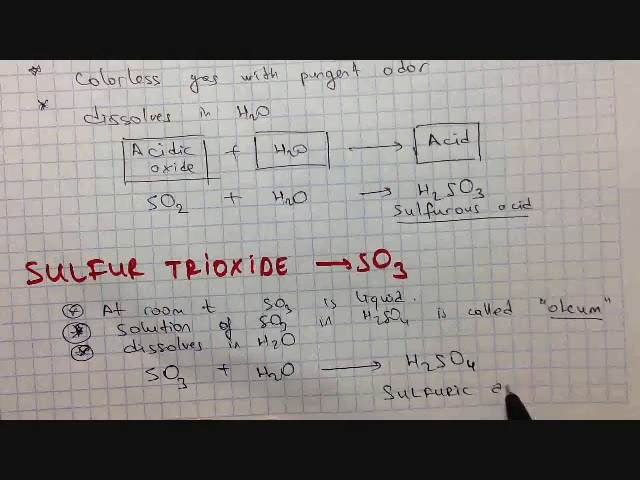 * Colorless gas with pungent odor
* dissolves in H₂O
Acidic oxide + H₂O → Acid
SO₂ + H₂O → H₂SO₃
Sulfurous acid
SULFUR TRIOXIDE → SO₃
* At room t SO₃ is liquid.
* Solution of SO₃ in H₂SO₄ is called "oleum"
* dissolves in H₂O
SO₃ + H₂O → H₂SO₄
SULFURIC a